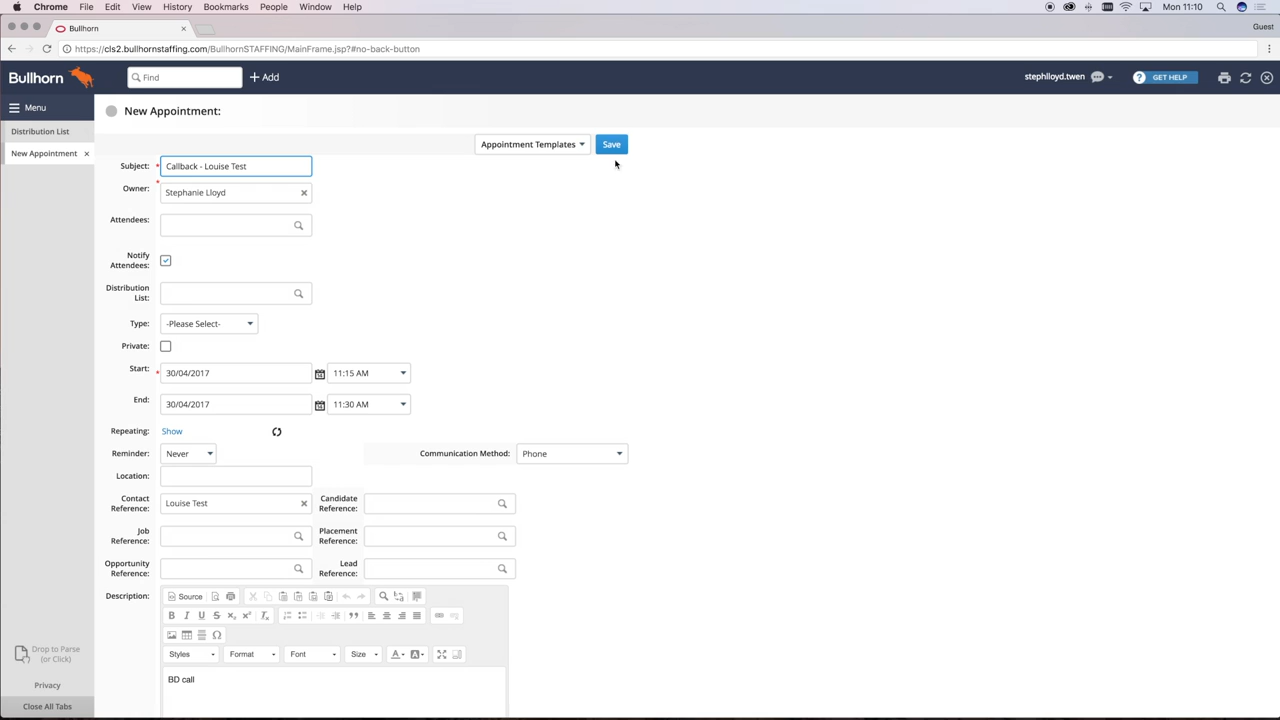 Chrome File Edit View History Bookmarks People Window Help Mon 11:10
Bullhorn Guest
https://cls2.bullhornstaffing.com/BullhornSTAFFING/MainFrame.jsp?#no-back-button
Bullhorn Find + Add stephlloyd.twen ? GET HELP
Menu
New Appointment:
Distribution List
Appointment Templates Save
New Appointment ×
Subject: * Callback - Louise Test
Owner: * Stephanie Lloyd ×
Attendees:
Notify
Attendees:
Distribution
List:
Type: -Please Select-
Private:
Start: * 30/04/2017 11:15 AM
End: 30/04/2017 11:30 AM
Repeating: Show
Reminder: Never Communication Method: Phone
Location:
Contact
Reference: Louise Test × Candidate
Reference:
Job
Reference: Placement
Reference:
Opportunity
Reference: Lead
Reference:
Description: Source
B I U S x₂ x² Tx
Ω
Styles Format Font Size A A
BD call
Drop to Parse
(or Click)
Privacy
Close All Tabs